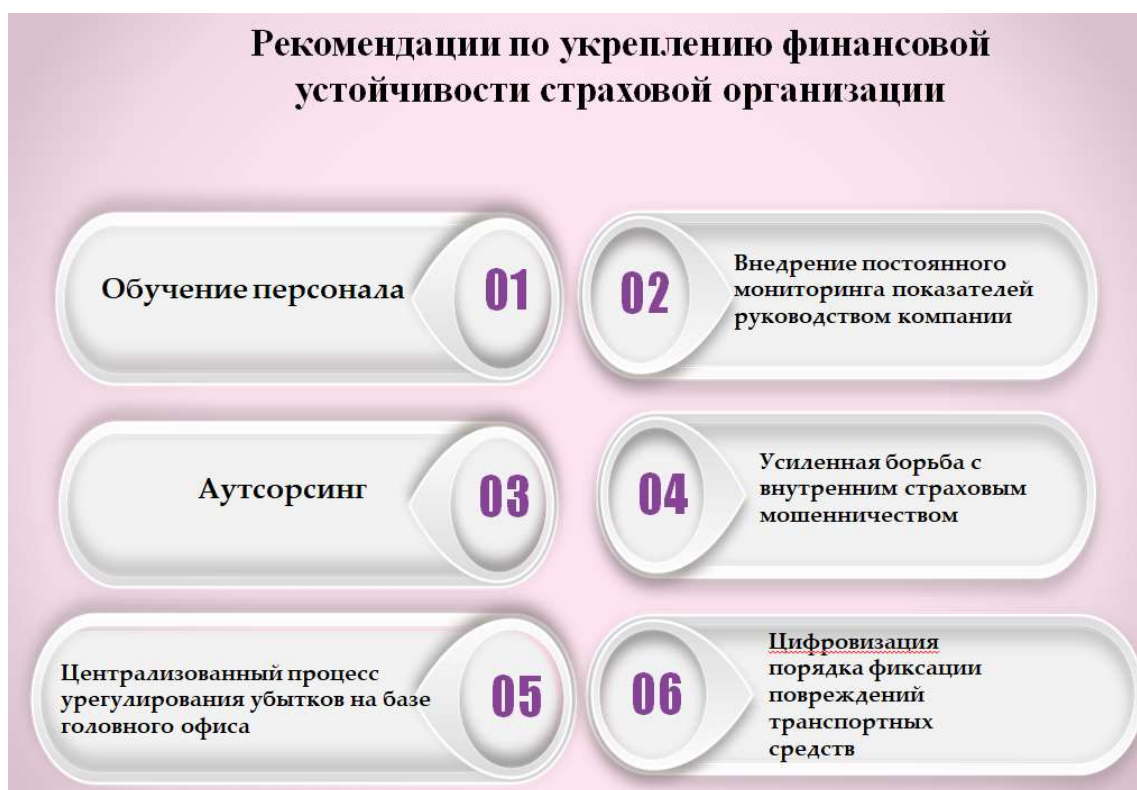 Рекомендации по укреплению финансовой
устойчивости страховой организации
Обучение персонала
01
02
Внедрение постоянного
мониторинга показателей
руководством компании
Аутсорсинг
03
04
Усиленная борьба с
внутренним страховым
мошенничеством
Централизованный процесс
урегулирования убытков на базе
головного офиса
05
06
Цифровизация
порядка фиксации
повреждений
транспортных
средств